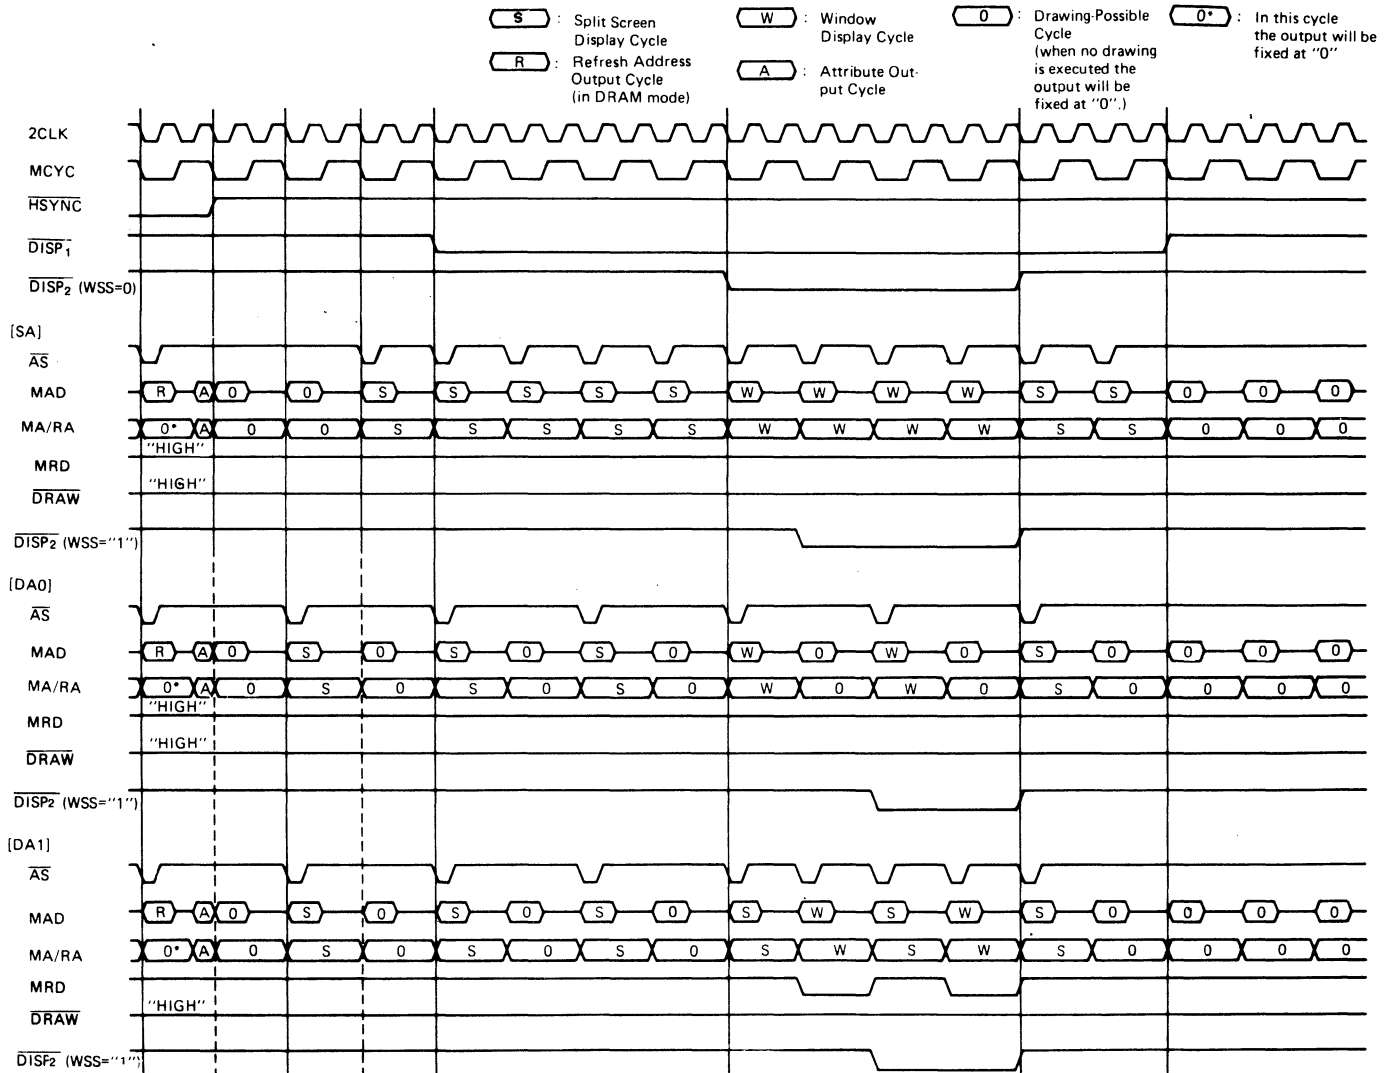 S : Split Screen
Display Cycle
R : Refresh Address
Output Cycle
(in DRAM mode)
W : Window
Display Cycle
A : Attribute Out-
put Cycle
0 : Drawing-Possible
Cycle
(when no drawing
is executed the
output will be
fixed at "0".)
0* : In this cycle
the output will be
fixed at "0"
2CLK
MCYC
HSYNC
DISP1
DISP2 (WSS=0)
[SA]
AS
MAD R A 0 0 S S S S S W W W W S S 0 0 0
MA/RA 0* A 0 0 S S S S S W W W W S S 0 0 0
"HIGH"
MRD
"HIGH"
DRAW
DISP2 (WSS="1")
[DA0]
AS
MAD R A 0 S 0 S 0 S 0 W 0 W 0 S 0 0 0 0
MA/RA 0* A 0 S 0 S 0 S 0 W 0 W 0 S 0 0 0 0
"HIGH"
MRD
"HIGH"
DRAW
DISP2 (WSS="1")
[DA1]
AS
MAD R A 0 S 0 S 0 S 0 S W S W S 0 0 0 0
MA/RA 0* A 0 S 0 S 0 S 0 S W S W S 0 0 0 0
MRD
"HIGH"
DRAW
DISP2 (WSS="1")